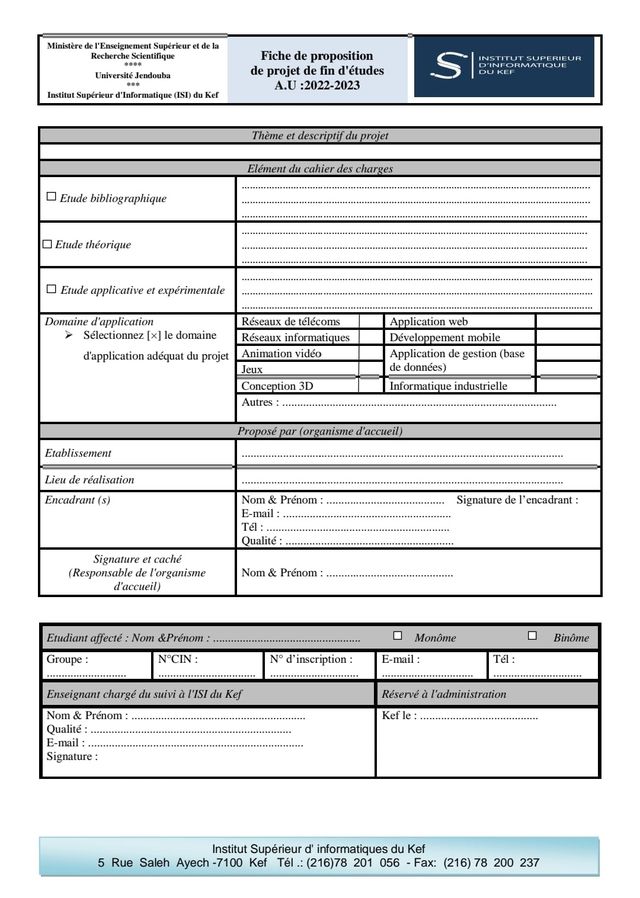 Ministère de l'Enseignement Supérieur et de la
Recherche Scientifique
****
Université Jendouba
***
Institut Supérieur d'Informatique (ISI) du Kef
Fiche de proposition
de projet de fin d'études
A.U :2022-2023
INSTITUT SUPERIEUR
D'INFORMATIQUE
DU KEF
Thème et descriptif du projet
Elément du cahier des charges
☐ Etude bibliographique
☐ Etude théorique
☐ Etude applicative et expérimentale
Domaine d'application
➢ Sélectionnez [×] le domaine
d'application adéquat du projet
Réseaux de télécoms
Application web
Réseaux informatiques
Développement mobile
Animation vidéo
Application de gestion (base
de données)
Jeux
Conception 3D
Informatique industrielle
Autres : ...............
Proposé par (organisme d'accueil)
Etablissement
Lieu de réalisation
Encadrant (s)
Nom & Prénom : ............... Signature de l'encadrant :
E-mail : ...............
Tél : ...............
Qualité : ...............
Signature et caché
(Responsable de l'organisme
d'accueil)
Nom & Prénom : ...............
Etudiant affecté : Nom &Prénom : ............... ☐ Monôme ☐ Binôme
Groupe :
N°CIN :
N° d'inscription :
E-mail :
Tél :
Enseignant chargé du suivi à l'ISI du Kef
Réservé à l'administration
Nom & Prénom : ...............
Qualité : ...............
E-mail : ...............
Signature :
Kef le : ...............
Institut Supérieur d' informatiques du Kef
5 Rue Saleh Ayech -7100 Kef Tél .: (216)78 201 056 - Fax: (216) 78 200 237